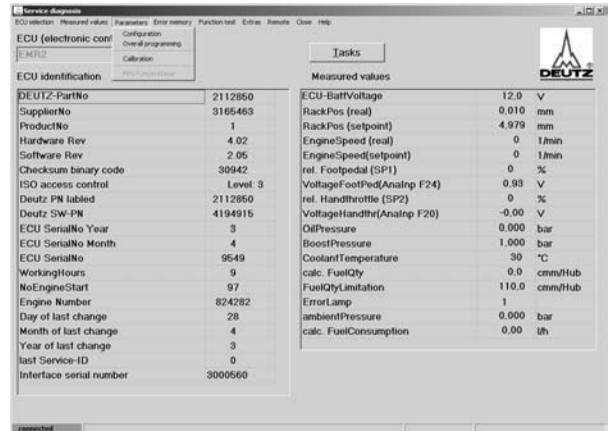 Service diagnosis
ECU selection Measured values Parameters Error memory Function test Extras Remote Close Help
Configuration
Overall programming
Calibration
ECU (electronic cont
EMR2
Tasks
DEUTZ
ECU identification
Measured values
DEUTZ-PartNo 2112850
SupplierNo 3165463
ProductNo 1
Hardware Rev 4.02
Software Rev 2.05
Checksum binary code 30942
ISO access control Level: 3
Deutz PN labled 2112850
Deutz SW-PN 4194915
ECU SerialNo Year 3
ECU SerialNo Month 4
ECU SerialNo 9549
WorkingHours 9
NoEngineStart 97
Engine Number 824282
Day of last change 28
Month of last change 4
Year of last change 3
last Service-ID 0
Interface serial number 3000560
ECU-BattVoltage 12,0 V
RackPos (real) 0,010 mm
RackPos (setpoint) 4,979 mm
EngineSpeed (real) 0 1/min
EngineSpeed(setpoint) 0 1/min
rel. Footpedal (SP1) 0 %
VoltageFootPed(AnaInp F24) 0,93 V
rel. Handthrottle (SP2) 0 %
VoltageHandthr(AnaInp F20) -0,00 V
OilPressure 0,000 bar
BoostPressure 1,000 bar
CoolantTemperature 30 °C
calc. FuelQty 0,0 cmm/Hub
FuelQtyLimitation 110,0 cmm/Hub
ErrorLamp 1
ambientPressure 0,000 bar
calc. FuelConsumption 0,00 l/h
connected